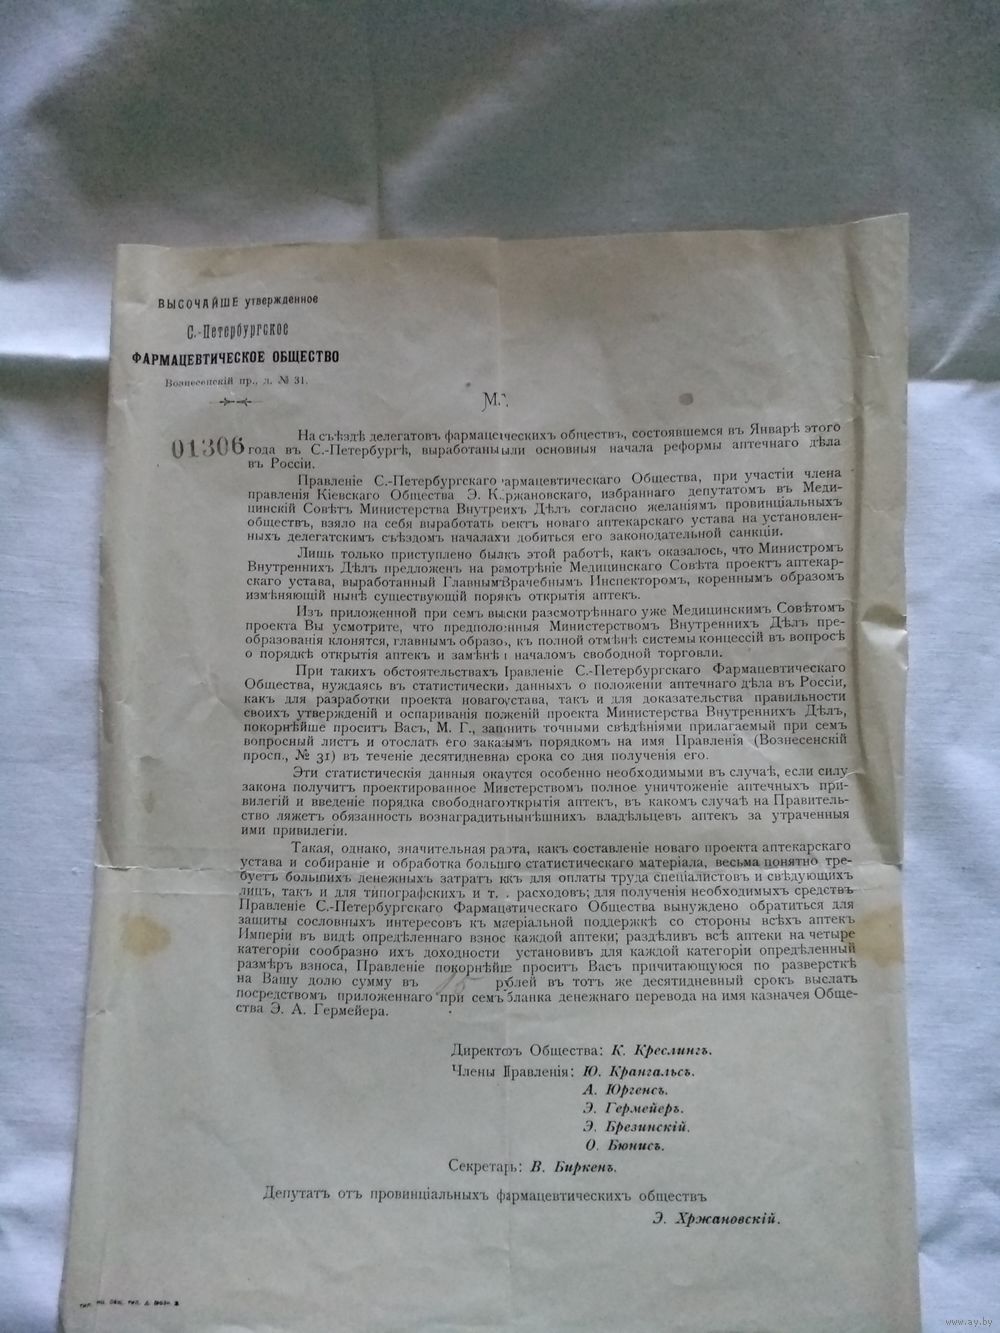 ВЫСОЧАЙШЕ утвержденное
С.-Петербургское
ФАРМАЦЕВТИЧЕСКОЕ ОБЩЕСТВО
Вознесенскій пр., д. № 31.
М.
01306
На съѣздѣ делегатовъ фармацевтическихъ обществъ, состоявшемся въ Январѣ этого
года въ С.-Петербургѣ, выработаны были основныя начала реформы аптечнаго дѣла
въ Россіи.
Правленіе С.-Петербургскаго Фармацевтическаго Общества, при участіи члена
правленія Кіевскаго Общества Э. К. Хржановскаго, избраннаго депутатомъ въ Меди-
цинскій Совѣтъ Министерства Внутреннихъ Дѣлъ согласно желаніямъ провинціальныхъ
обществъ, взяло на себя выработать проектъ новаго аптекарскаго устава на установлен-
ныхъ делегатскимъ съѣздомъ началахъ и добиться его законодательной санкціи.
Лишь только приступлено было къ этой работѣ, какъ оказалось, что Министромъ
Внутреннихъ Дѣлъ предложенъ на разсмотрѣніе Медицинскаго Совѣта проектъ аптекар-
скаго устава, выработанный Главнымъ Врачебнымъ Инспекторомъ, кореннымъ образомъ
измѣняющій нынѣ существующій порядокъ открытія аптекъ.
Изъ приложенной при семъ выписки разсмотрѣннаго уже Медицинскимъ Совѣтомъ
проекта Вы усмотрите, что предположенныя Министерствомъ Внутреннихъ Дѣлъ пре-
образованія клонятся, главнымъ образомъ, къ полной отмѣнѣ системы концессій въ вопросѣ
о порядкѣ открытія аптекъ и замѣнѣ началомъ свободной торговли.
При такихъ обстоятельствахъ Правленіе С.-Петербургскаго Фармацевтическаго
Общества, нуждаясь въ статистическихъ данныхъ о положеніи аптечнаго дѣла въ Россіи,
какъ для разработки проекта новаго устава, такъ и для доказательства правильности
своихъ утвержденій и оспариванія положеній проекта Министерства Внутреннихъ Дѣлъ,
покорнѣйше проситъ Васъ, М. Г., заполнить точными свѣдѣніями прилагаемый при семъ
вопросный листъ и отослать его заказнымъ порядкомъ на имя Правленія (Вознесенскій
просп., № 31) въ теченіе десятидневнаго срока со дня полученія его.
Эти статистическія данныя окажутся особенно необходимыми въ случаѣ, если силу
закона получитъ проектированное Министерствомъ полное уничтоженіе аптечныхъ при-
вилегій и введеніе порядка свободнаго открытія аптекъ, въ какомъ случаѣ на Правитель-
ство ляжетъ обязанность вознаградить нынѣшнихъ владѣльцевъ аптекъ за утраченныя
ими привилегіи.
Такая, однако, значительная работа, какъ составленіе новаго проекта аптекарскаго
устава и собираніе и обработка большого статистическаго матеріала, весьма понятно тре-
буетъ большихъ денежныхъ затратъ какъ для оплаты труда спеціалистовъ и свѣдующихъ
лицъ, такъ и для типографскихъ и т. расходовъ; для полученія необходимыхъ средствъ
Правленіе С.-Петербургскаго Фармацевтическаго Общества вынуждено обратиться для
защиты сословныхъ интересовъ къ матеріальной поддержкѣ со стороны всѣхъ аптекъ
Имперіи въ видѣ опредѣленнаго взноса каждой аптеки; раздѣливъ всѣ аптеки на четыре
категоріи сообразно ихъ доходности установивъ для каждой категоріи опредѣленный
размѣръ взноса, Правленіе покорнѣйше проситъ Васъ причитающуюся по разверсткѣ
на Вашу долю сумму въ 15 рублей въ тотъ же десятидневный срокъ выслать
посредствомъ приложеннаго при семъ бланка денежнаго перевода на имя казначея Обще-
ства Э. А. Гермейера.
Директоръ Общества: К. Креслингъ.
Члены Правленія: Ю. Крангальсъ.
А. Юргенсъ.
Э. Гермейеръ.
Э. Брезинскій.
О. Бюнисъ.
Секретарь: В. Биркенъ.
Депутатъ отъ провинціальныхъ фармацевтическихъ обществъ
Э. Хржановскій.
www.ay.by